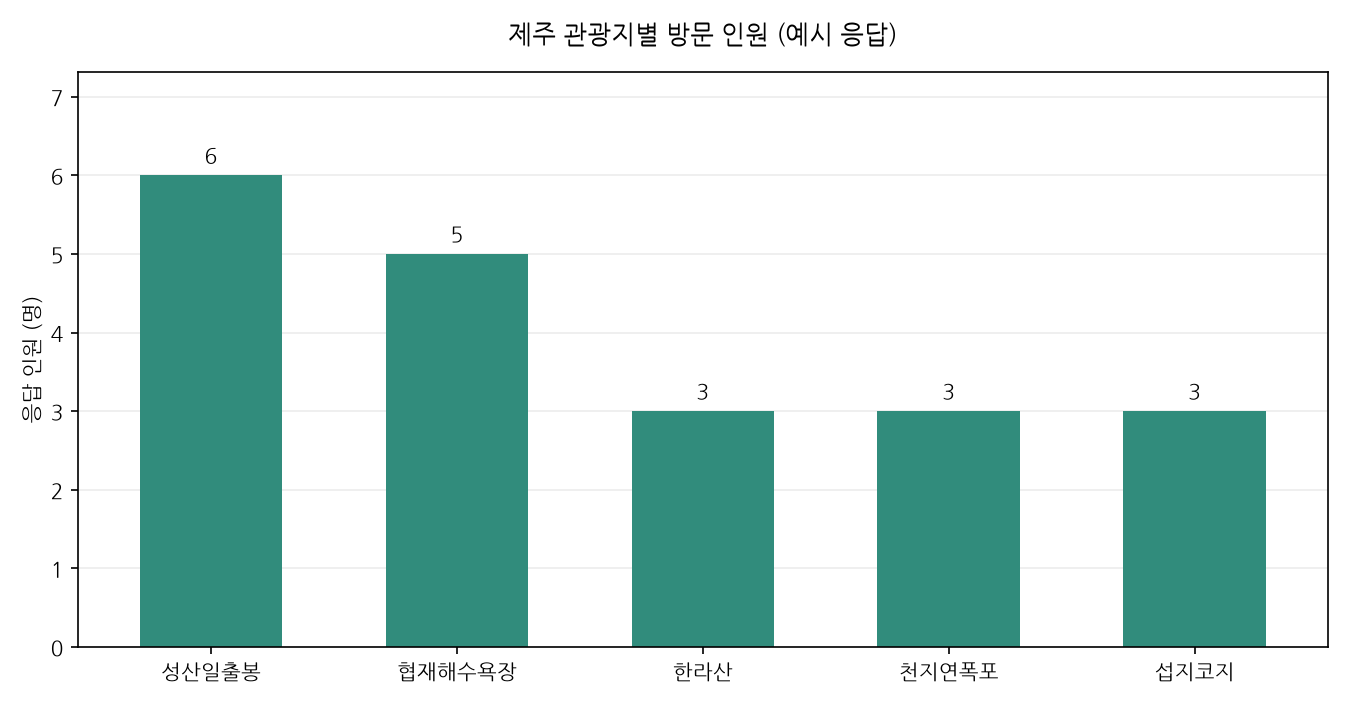 제주 관광지별 방문 인원 (예시 응답)
응답 인원 (명)
7
6
5
4
3
2
1
0
6
5
3
3
3
성산일출봉
협재해수욕장
한라산
천지연폭포
섭지코지